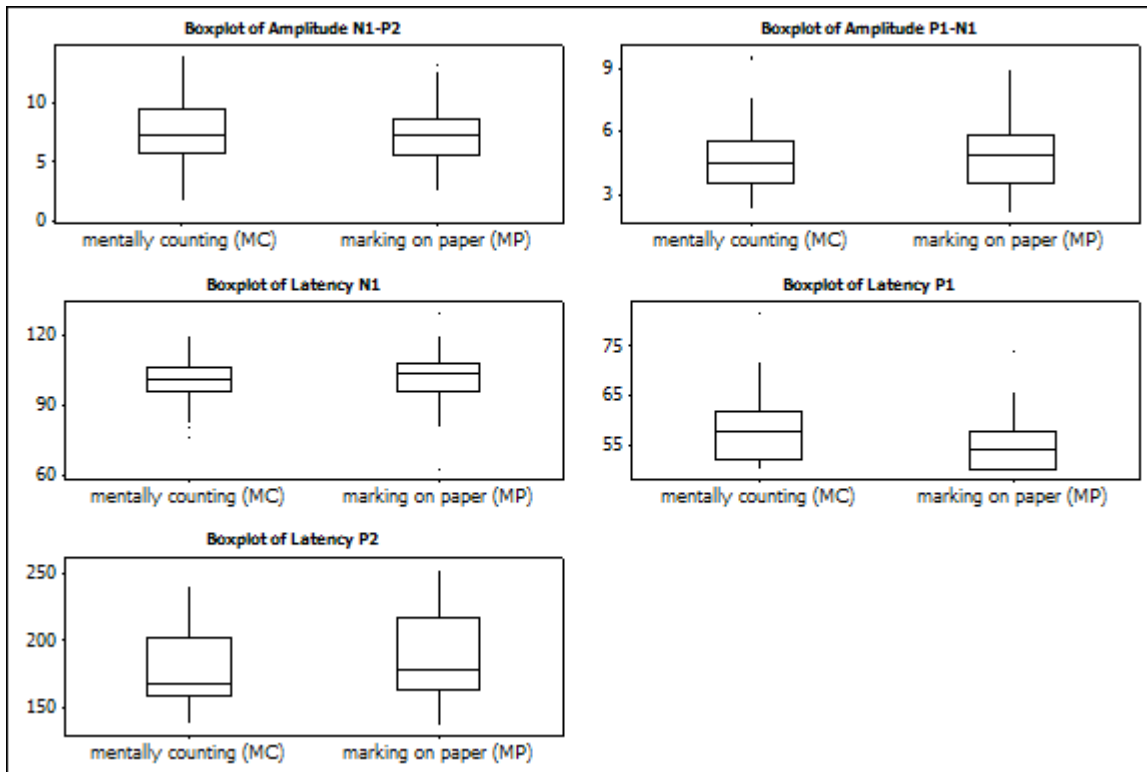 Boxplot of Amplitude N1-P2
10
5
0
mentally counting (MC) marking on paper (MP)
Boxplot of Amplitude P1-N1
9
6
3
mentally counting (MC) marking on paper (MP)
Boxplot of Latency N1
120
90
60
mentally counting (MC) marking on paper (MP)
Boxplot of Latency P1
75
65
55
mentally counting (MC) marking on paper (MP)
Boxplot of Latency P2
250
200
150
mentally counting (MC) marking on paper (MP)